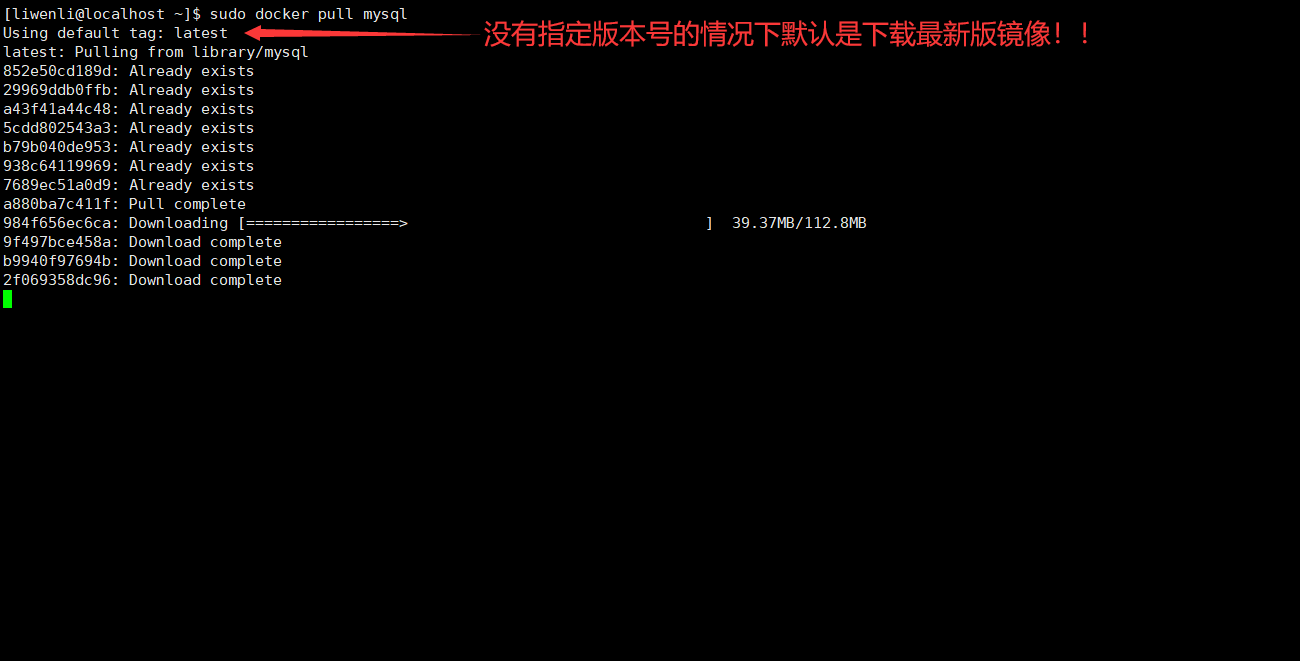 [liwenli@localhost ~]$ sudo docker pull mysql
Using default tag: latest
没有指定版本号的情况下默认是下载最新版镜像！！
latest: Pulling from library/mysql
852e50cd189d: Already exists
29969ddb0ffb: Already exists
a43f41a44c48: Already exists
5cdd802543a3: Already exists
b79b040de953: Already exists
938c64119969: Already exists
7689ec51a0d9: Already exists
a880ba7c411f: Pull complete
984f656ec6ca: Downloading [=================>                                 ]  39.37MB/112.8MB
9f497bce458a: Download complete
b9940f97694b: Download complete
2f069358dc96: Download complete